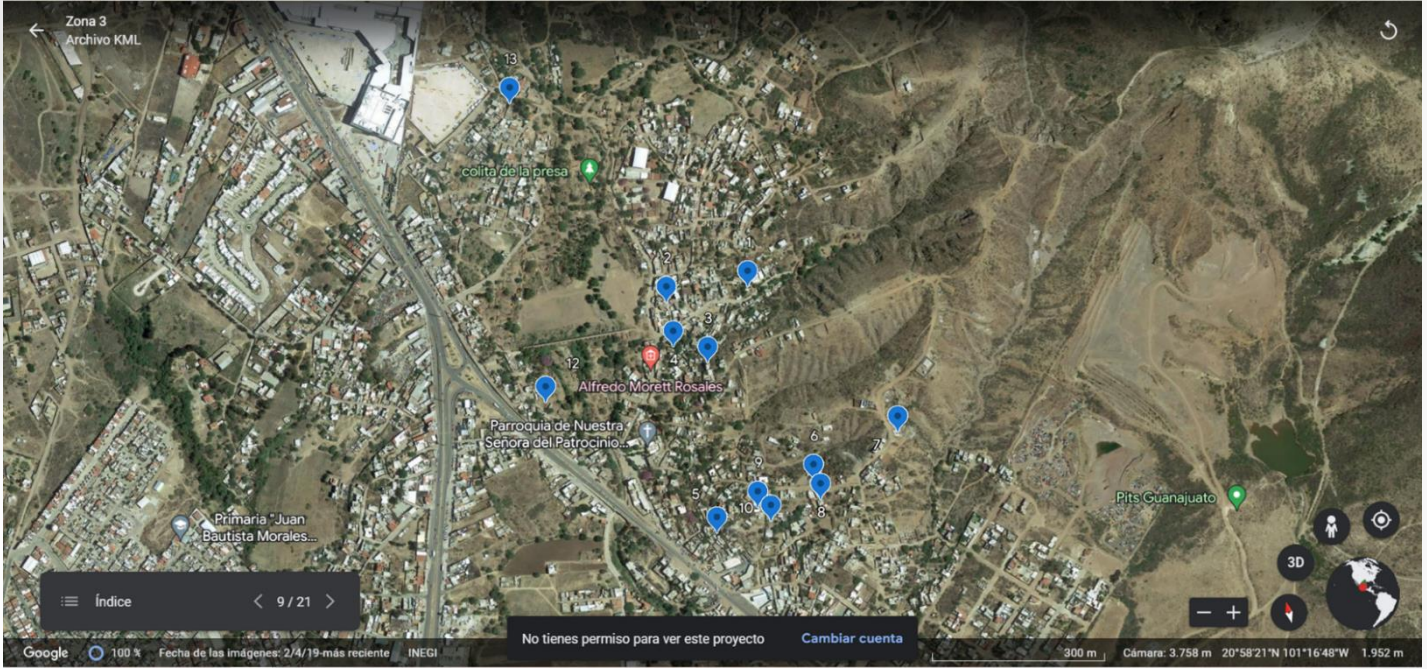 Zona 3
Archivo KML
13
colita de la presa
1
2
3
4
12
Alfredo Morett Rosales
Parroquia de Nuestra
Señora del Patrocinio...
6
7
9
5
10
8
Pits Guanajuato
Primaria "Juan
Bautista Morales...
3D
Índice
9 / 21
No tienes permiso para ver este proyecto
Cambiar cuenta
Google
100 %
Fecha de las imágenes: 2/4/19-más reciente
INEGI
300 m
Cámara: 3.758 m
20°58'21"N 101°16'48"W
1.952 m